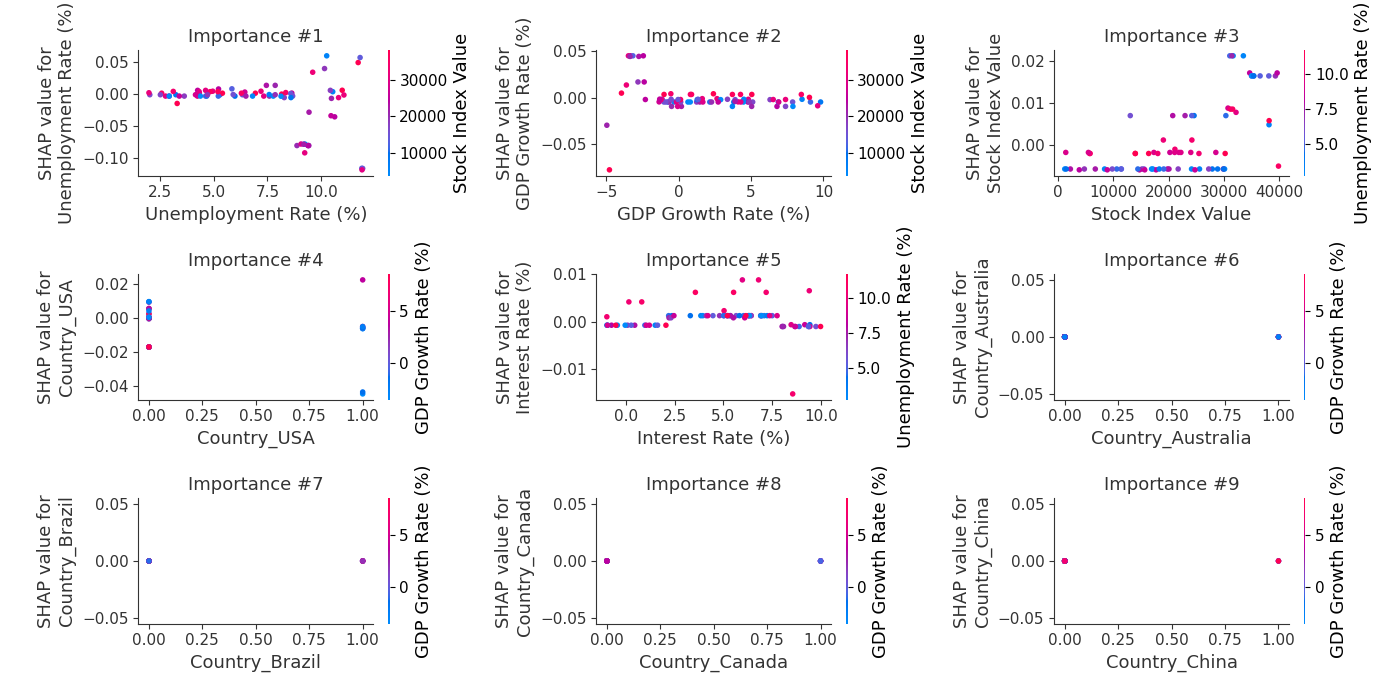 Importance #1
SHAP value for
Unemployment Rate (%)
0.05
0.00
−0.05
−0.10
2.5 5.0 7.5 10.0
Unemployment Rate (%)
30000
20000
10000
Stock Index Value
Importance #2
SHAP value for
GDP Growth Rate (%)
0.05
0.00
−0.05
−5 0 5 10
GDP Growth Rate (%)
30000
20000
10000
Stock Index Value
Importance #3
SHAP value for
Stock Index Value
0.02
0.01
0.00
0 10000 20000 30000 40000
Stock Index Value
10.0
7.5
5.0
Unemployment Rate (%)
Importance #4
SHAP value for
Country_USA
0.02
0.00
−0.02
−0.04
0.00 0.25 0.50 0.75 1.00
Country_USA
5
0
GDP Growth Rate (%)
Importance #5
SHAP value for
Interest Rate (%)
0.01
0.00
−0.01
0.0 2.5 5.0 7.5 10.0
Interest Rate (%)
10.0
7.5
5.0
Unemployment Rate (%)
Importance #6
SHAP value for
Country_Australia
0.05
0.00
−0.05
0.00 0.25 0.50 0.75 1.00
Country_Australia
5
0
GDP Growth Rate (%)
Importance #7
SHAP value for
Country_Brazil
0.05
0.00
−0.05
0.00 0.25 0.50 0.75 1.00
Country_Brazil
5
0
GDP Growth Rate (%)
Importance #8
SHAP value for
Country_Canada
0.05
0.00
−0.05
0.00 0.25 0.50 0.75 1.00
Country_Canada
5
0
GDP Growth Rate (%)
Importance #9
SHAP value for
Country_China
0.05
0.00
−0.05
0.00 0.25 0.50 0.75 1.00
Country_China
5
0
GDP Growth Rate (%)